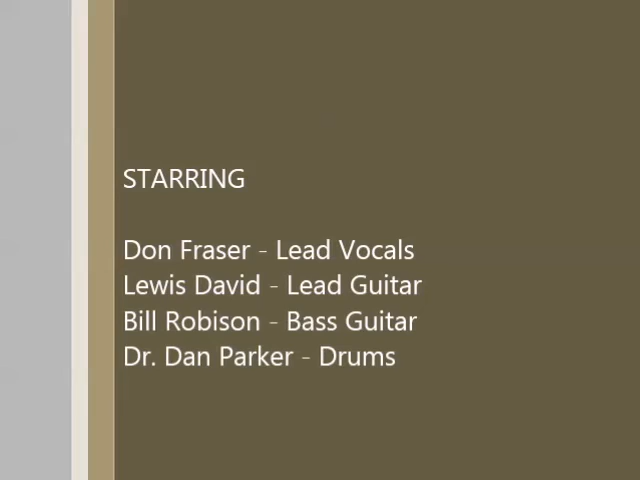 STARRING
Don Fraser - Lead Vocals
Lewis David - Lead Guitar
Bill Robison - Bass Guitar
Dr. Dan Parker - Drums